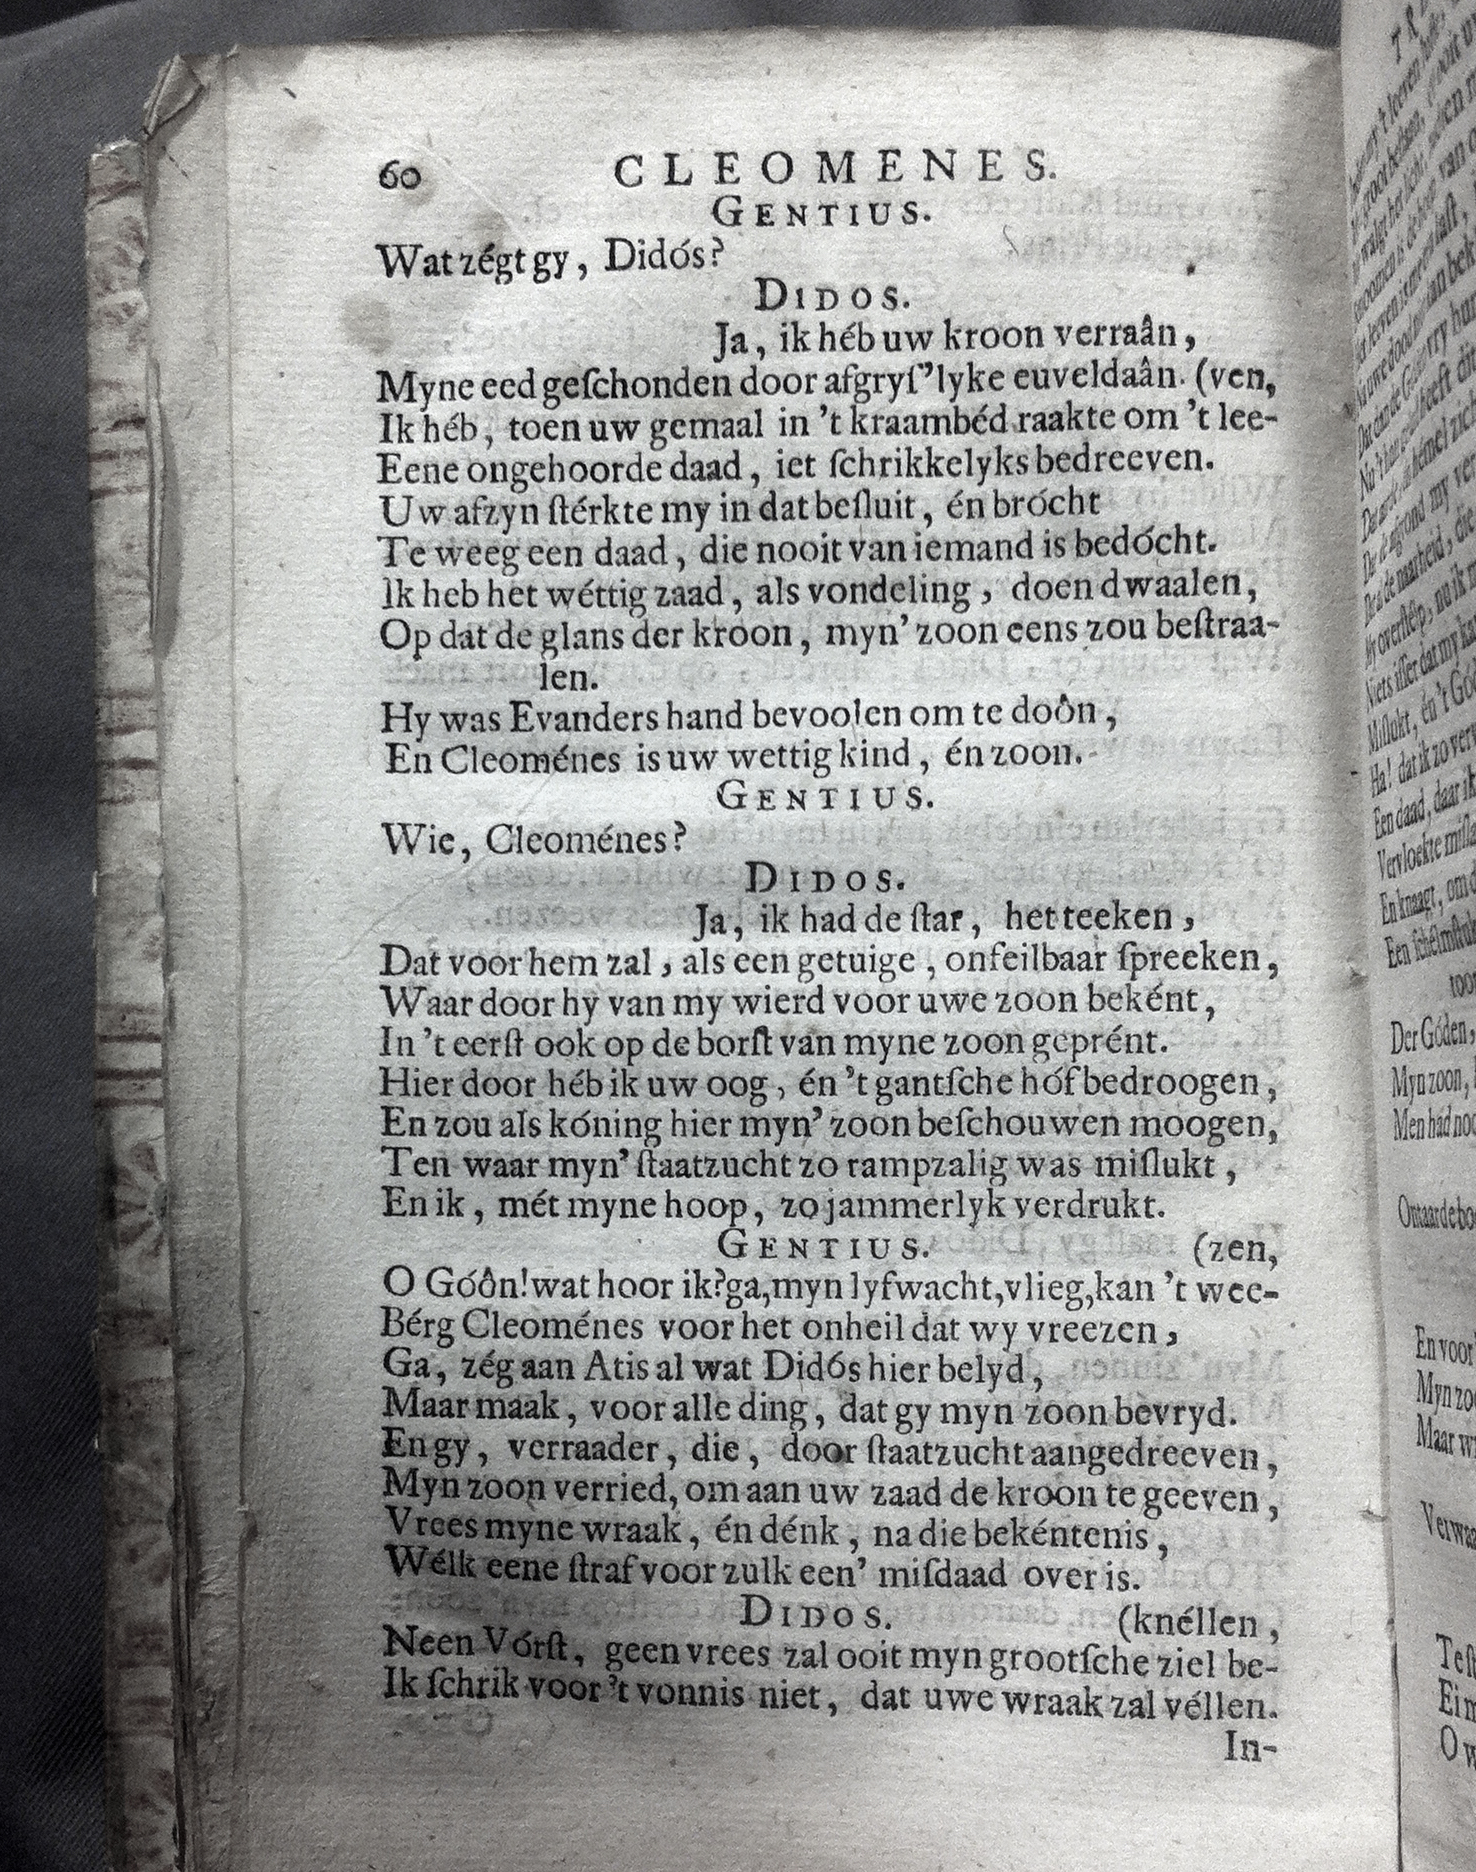 60 CLEOMENES.
GENTIUS.
Wat zégt gy, Didós?
DIDOS.
Ja, ik héb uw kroon verraân,
Myne eed geſchonden door afgryſ”lyke euveldaân. (ven,
Ik héb, toen uw gemaal in ’t kraambéd raakte om ’t lee-
Eene ongehoorde daad, iet ſchrikkelyks bedreeven.
Uw afzyn ſtérkte my in dat beſluit, én brócht
Te weeg een daad, die nooit van iemand is bedócht.
Ik heb het wéttig zaad, als vondeling, doen dwaalen,
Op dat de glans der kroon, myn’ zoon eens zou beſtraa-
len.
Hy was Evanders hand bevoolen om te doôn,
En Cleoménes is uw wettig kind, én zoon.
GENTIUS.
Wie, Cleoménes?
DIDOS.
Ja, ik had de ſtar, het teeken,
Dat voor hem zal, als een getuige, onfeilbaar ſpreeken,
Waar door hy van my wierd voor uwe zoon beként,
In ’t eerſt ook op de borſt van myne zoon geprént.
Hier door héb ik uw oog, én ’t gantſche hóf bedroogen,
En zou als kóning hier myn’ zoon beſchouwen moogen,
Ten waar myn’ ſtaatzucht zo rampzalig was miſlukt,
En ik, mét myne hoop, zo jammerlyk verdrukt.
GENTIUS. (zen,
O Góôn! wat hoor ik? ga, myn lyfwacht, vlieg, kan ’t wee-
Bérg Cleoménes voor het onheil dat wy vreezen,
Ga, zég aan Atis al wat Didós hier belyd,
Maar maak, voor alle ding, dat gy myn zoon bevryd.
En gy, verraader, die, door ſtaatzucht aangedreeven,
Myn zoon verried, om aan uw zaad de kroon te geeven,
Vrees myne wraak, én dénk, na die bekéntenis,
Wélk eene ſtraf voor zulk een’ miſdaad over is.
DIDOS. (knéllen,
Neen Vórſt, geen vrees zal ooit myn grootſche ziel be-
Ik ſchrik voor ’t vonnis niet, dat uwe wraak zal véllen.
In-